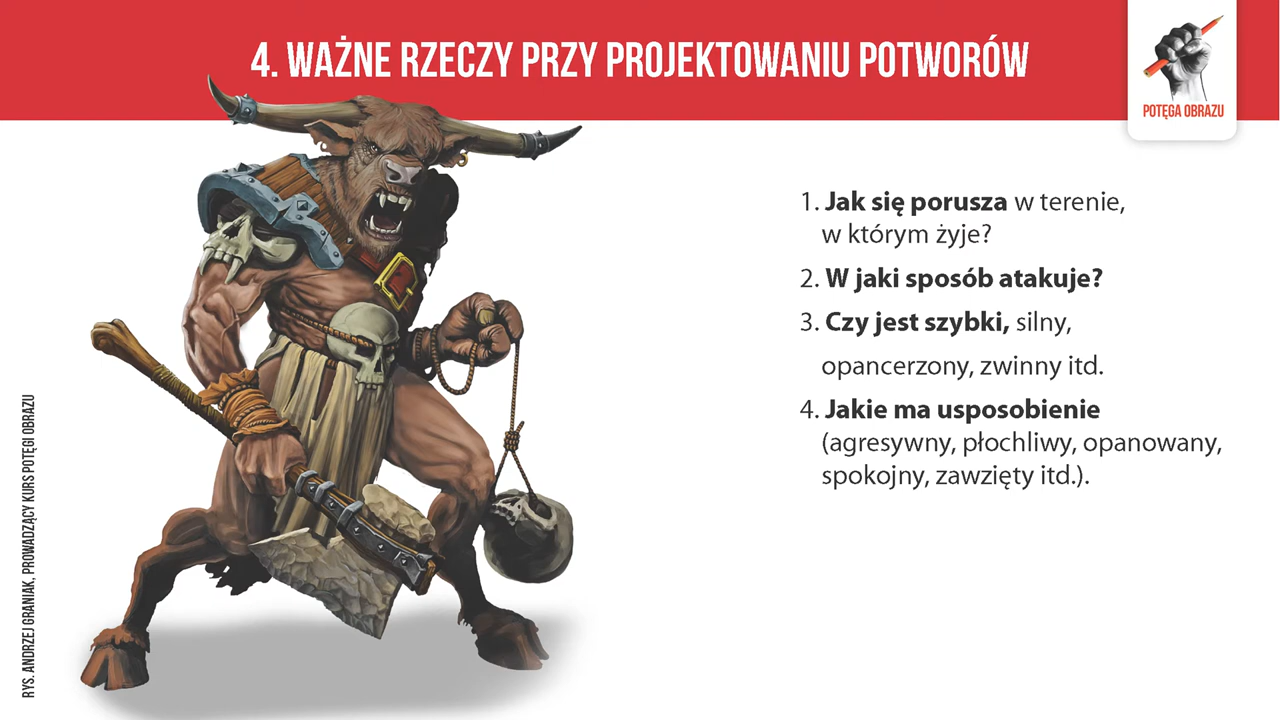 4. WAŻNE RZECZY PRZY PROJEKTOWANIU POTWORÓW
POTĘGA OBRAZU
1. Jak się porusza w terenie,
w którym żyje?
2. W jaki sposób atakuje?
3. Czy jest szybki, silny,
opancerzony, zwinny itd.
4. Jakie ma usposobienie
(agresywny, płochliwy, opanowany,
spokojny, zawzięty itd.).
RYS. ANDRZEJ GRANIAK, PROWADZĄCY KURS POTĘGI OBRAZU